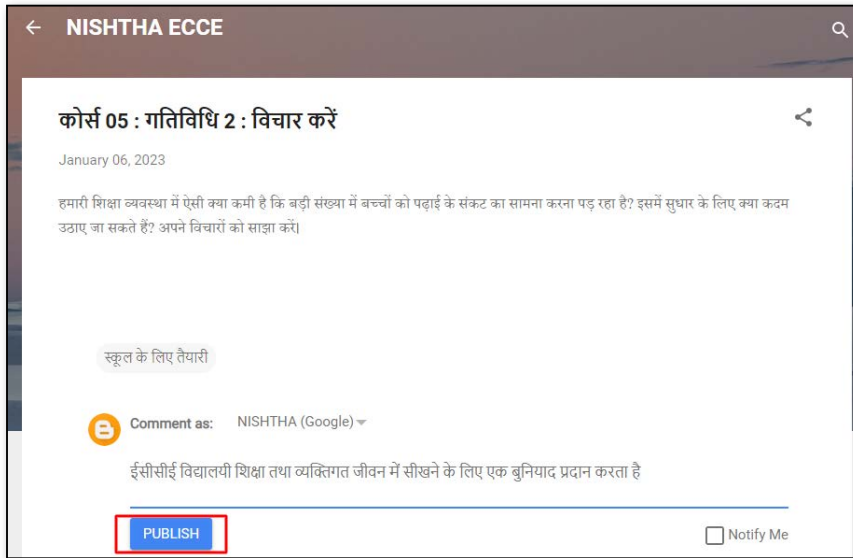 NISHTHA ECCE
कोर्स 05 : गतिविधि 2 : विचार करें
January 06, 2023
हमारी शिक्षा व्यवस्था में ऐसी क्या कमी है कि बड़ी संख्या में बच्चों को पढ़ाई के संकट का सामना करना पड़ रहा है? इसमें सुधार के लिए क्या कदम
उठाए जा सकते हैं? अपने विचारों को साझा करें।
स्कूल के लिए तैयारी
Comment as: NISHTHA (Google)
ईसीसीई विद्यालयी शिक्षा तथा व्यक्तिगत जीवन में सीखने के लिए एक बुनियाद प्रदान करता है
PUBLISH Notify Me